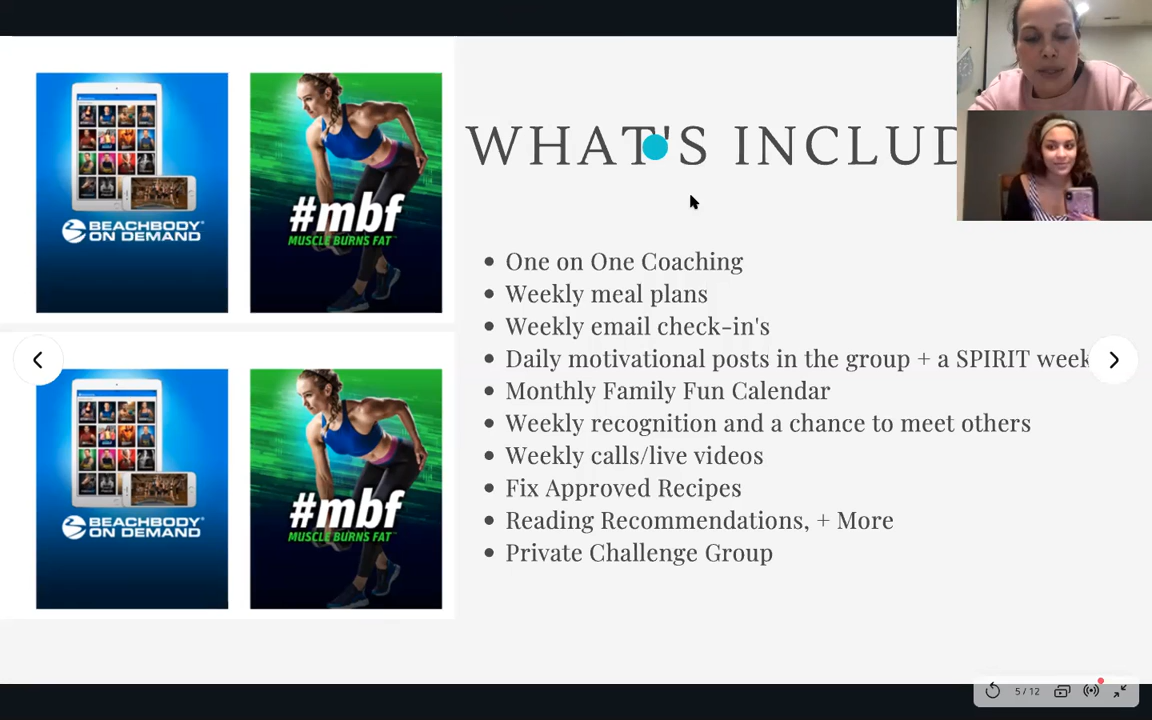 WHAT'S INCLUD
BEACHBODY
ON DEMAND
#mbf
MUSCLE BURNS FAT
BEACHBODY
ON DEMAND
#mbf
MUSCLE BURNS FAT
One on One Coaching
Weekly meal plans
Weekly email check-in's
Daily motivational posts in the group + a SPIRIT week
Monthly Family Fun Calendar
Weekly recognition and a chance to meet others
Weekly calls/live videos
Fix Approved Recipes
Reading Recommendations, + More
Private Challenge Group
5 / 12